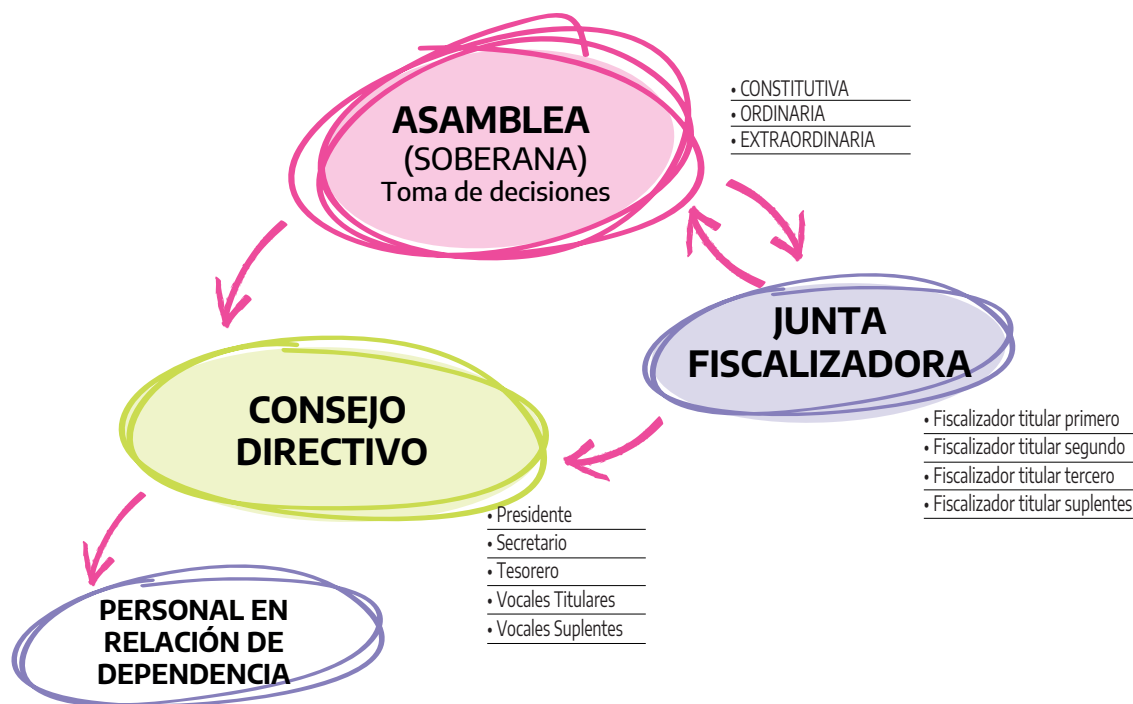 ASAMBLEA
(SOBERANA)
Toma de decisiones
• CONSTITUTIVA
• ORDINARIA
• EXTRAORDINARIA
JUNTA
FISCALIZADORA
• Fiscalizador titular primero
• Fiscalizador titular segundo
• Fiscalizador titular tercero
• Fiscalizador titular suplentes
CONSEJO
DIRECTIVO
• Presidente
• Secretario
• Tesorero
• Vocales Titulares
• Vocales Suplentes
PERSONAL EN
RELACIÓN DE
DEPENDENCIA